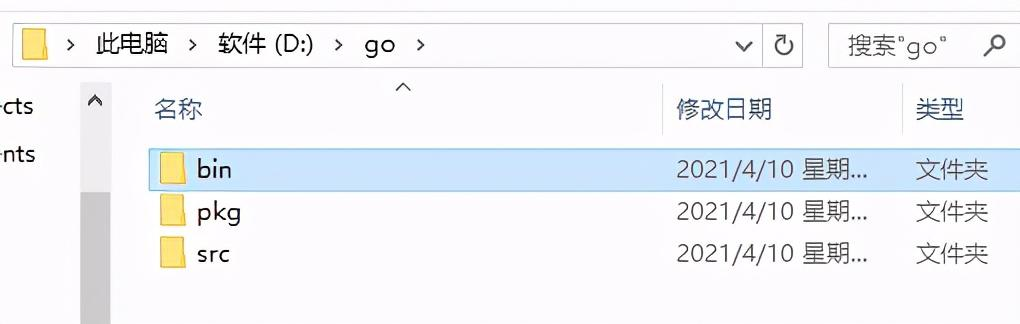 此电脑 > 软件 (D:) > go >
搜索"go"
-cts
-nts
名称 修改日期 类型
bin 2021/4/10 星期... 文件夹
pkg 2021/4/10 星期... 文件夹
src 2021/4/10 星期... 文件夹